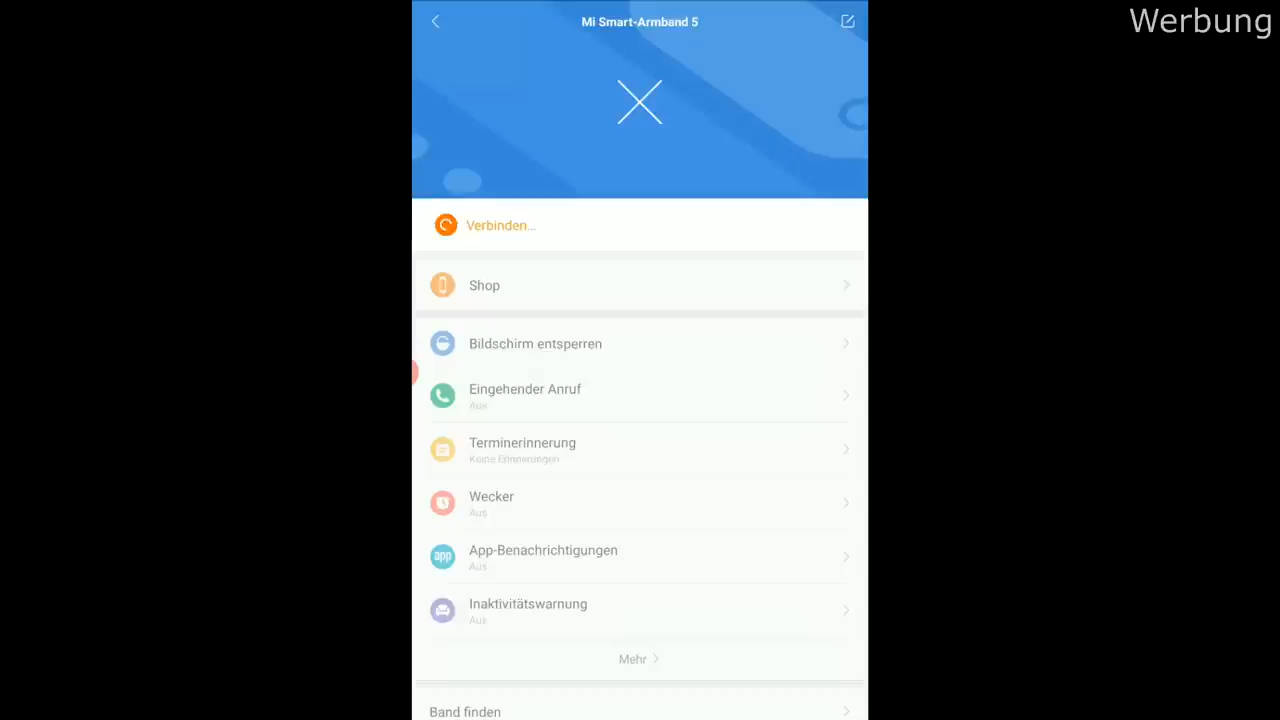 Werbung
Mi Smart-Armband 5
Verbinden...
Shop
Bildschirm entsperren
Eingehender Anruf
Aus
Terminerinnerung
Keine Erinnerungen
Wecker
Aus
app
App-Benachrichtigungen
Aus
Inaktivitätswarnung
Aus
Mehr
Band finden